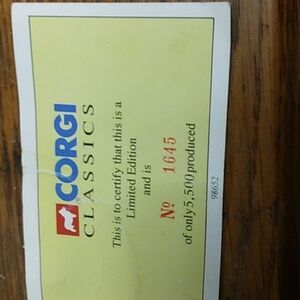 CORGI
CLASSICS
This is to certify that this is a
Limited Edition
and is
Nº 1645
of only 5,500 produced
98652